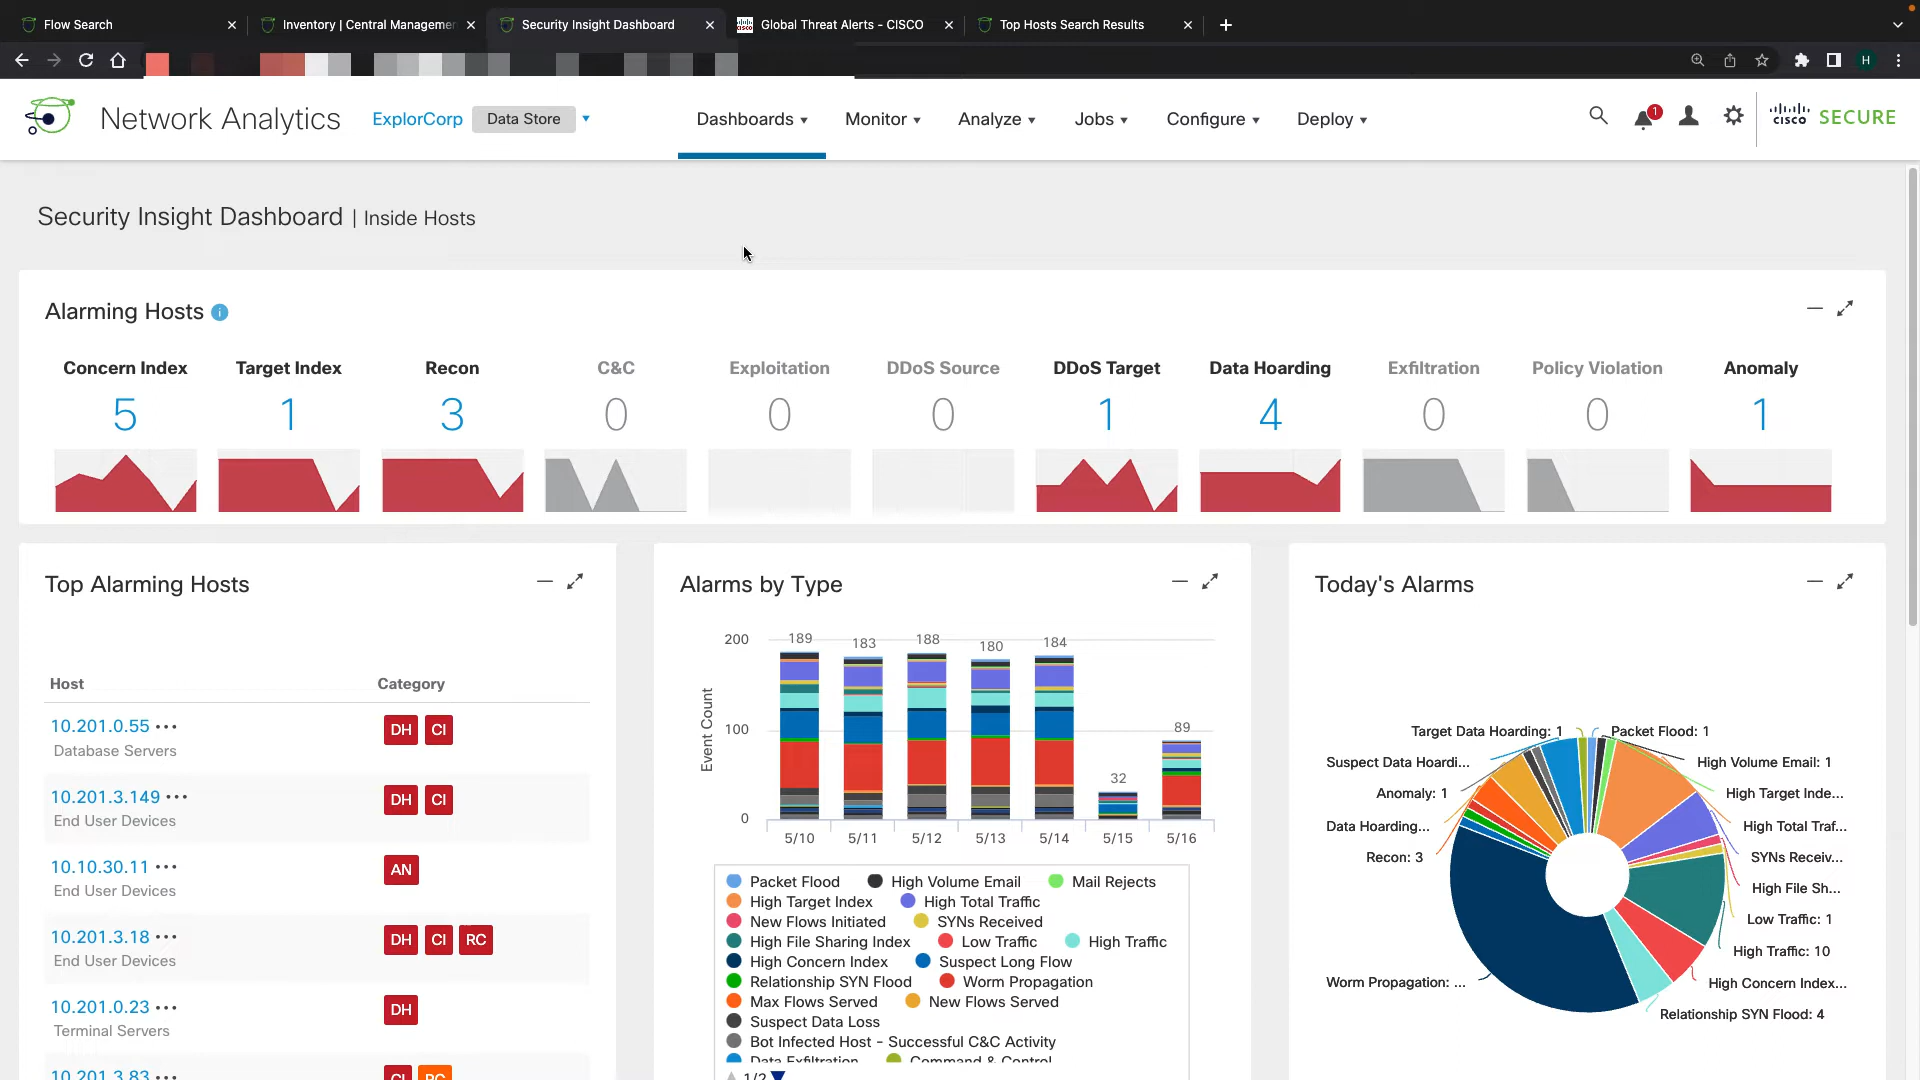 Flow Search
Inventory | Central Managemen
Security Insight Dashboard
Global Threat Alerts - CISCO
Top Hosts Search Results
H
Network Analytics
ExplorCorp
Data Store
Dashboards
Monitor
Analyze
Jobs
Configure
Deploy
1
CISCO SECURE
Security Insight Dashboard | Inside Hosts
Alarming Hosts
Concern Index Target Index Recon C&C Exploitation DDoS Source DDoS Target Data Hoarding Exfiltration Policy Violation Anomaly
5 1 3 0 0 0 1 4 0 0 1
Top Alarming Hosts
Host Category
10.201.0.55 ••• DH CI
Database Servers
10.201.3.149 ••• DH CI
End User Devices
10.10.30.11 ••• AN
End User Devices
10.201.3.18 ••• DH CI RC
End User Devices
10.201.0.23 ••• DH
Terminal Servers
10.201.3.83 ••• CI RC
Alarms by Type
Event Count
200
100
0
189 183 188 180 184 32 89
5/10 5/11 5/12 5/13 5/14 5/15 5/16
Packet Flood High Volume Email Mail Rejects
High Target Index High Total Traffic
New Flows Initiated SYNs Received
High File Sharing Index Low Traffic High Traffic
High Concern Index Suspect Long Flow
Relationship SYN Flood Worm Propagation
Max Flows Served New Flows Served
Suspect Data Loss
Bot Infected Host - Successful C&C Activity
Data Exfiltration Command & Control
1/2
Today's Alarms
Target Data Hoarding: 1
Packet Flood: 1
Suspect Data Hoardi...
High Volume Email: 1
Anomaly: 1
High Target Inde...
Data Hoarding...
High Total Traf...
Recon: 3
SYNs Receiv...
High File Sh...
Low Traffic: 1
High Traffic: 10
Worm Propagation: ...
High Concern Index...
Relationship SYN Flood: 4